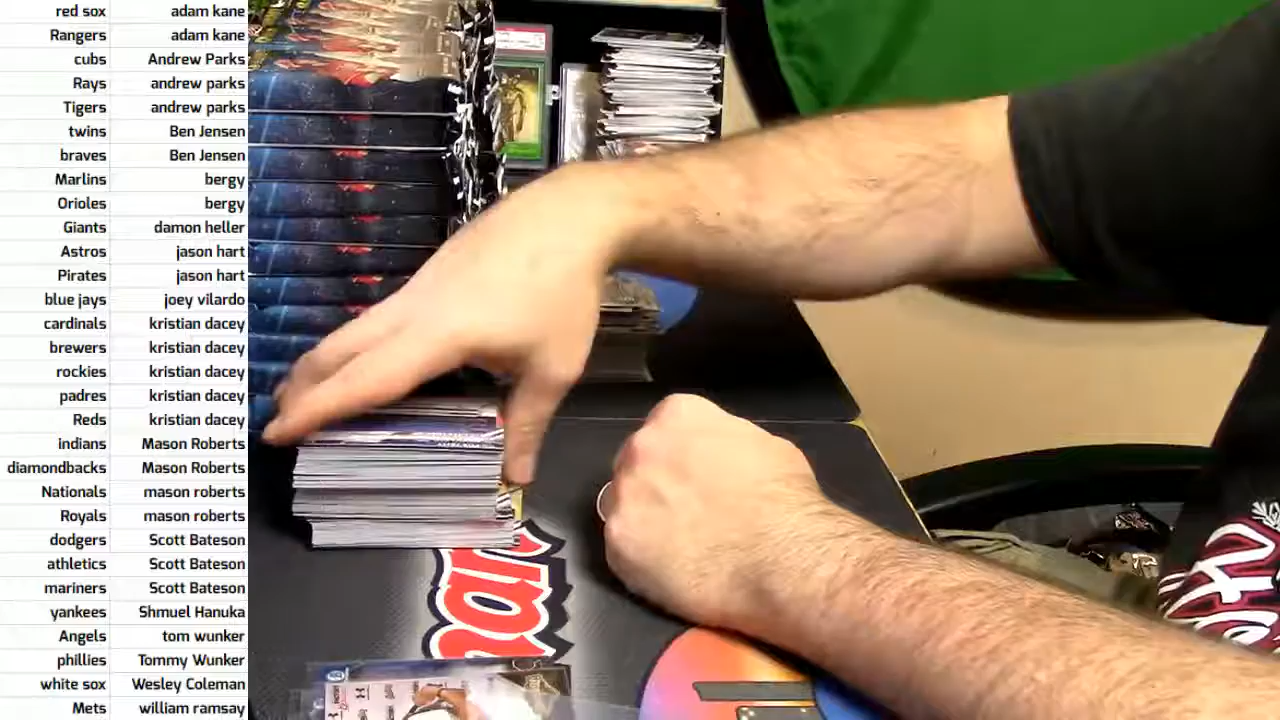 red sox adam kane
Rangers adam kane
cubs Andrew Parks
Rays andrew parks
Tigers andrew parks
twins Ben Jensen
braves Ben Jensen
Marlins bergy
Orioles bergy
Giants damon heller
Astros jason hart
Pirates jason hart
blue jays joey vilardo
cardinals kristian dacey
brewers kristian dacey
rockies kristian dacey
padres kristian dacey
Reds kristian dacey
indians Mason Roberts
diamondbacks Mason Roberts
Nationals mason roberts
Royals mason roberts
dodgers Scott Bateson
athletics Scott Bateson
mariners Scott Bateson
yankees Shmuel Hanuka
Angels tom wunker
phillies Tommy Wunker
white sox Wesley Coleman
Mets william ramsay